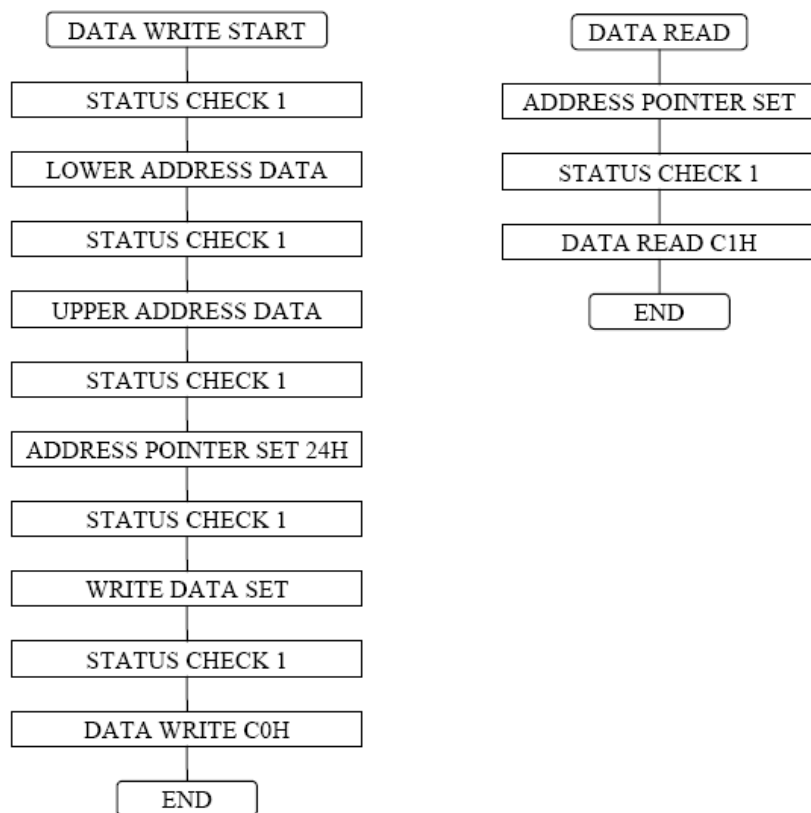 DATA WRITE START
STATUS CHECK 1
LOWER ADDRESS DATA
STATUS CHECK 1
UPPER ADDRESS DATA
STATUS CHECK 1
ADDRESS POINTER SET 24H
STATUS CHECK 1
WRITE DATA SET
STATUS CHECK 1
DATA WRITE C0H
END
DATA READ
ADDRESS POINTER SET
STATUS CHECK 1
DATA READ C1H
END